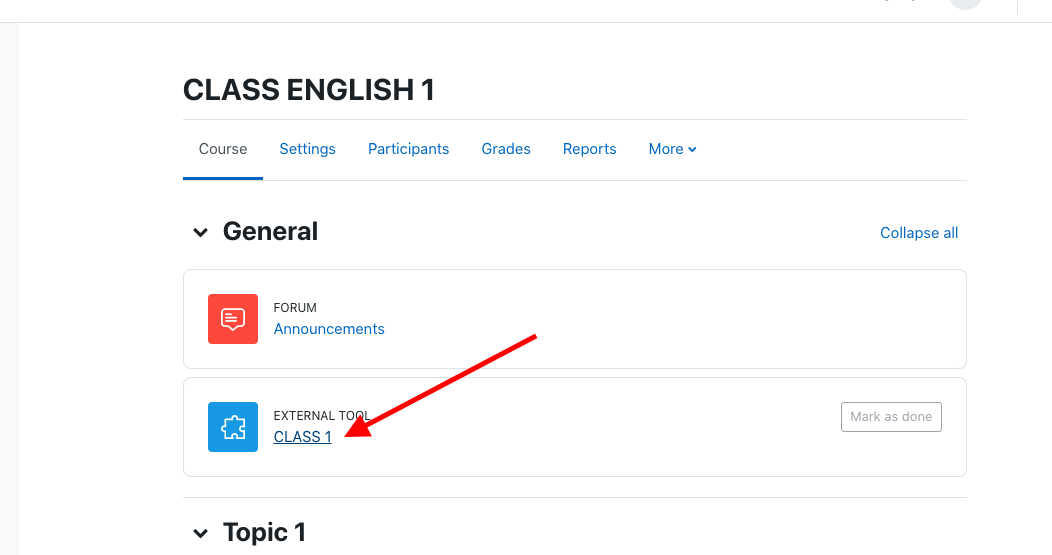 CLASS ENGLISH 1
Course Settings Participants Grades Reports More
General Collapse all
FORUM
Announcements
EXTERNAL TOOL
CLASS 1
Mark as done
Topic 1